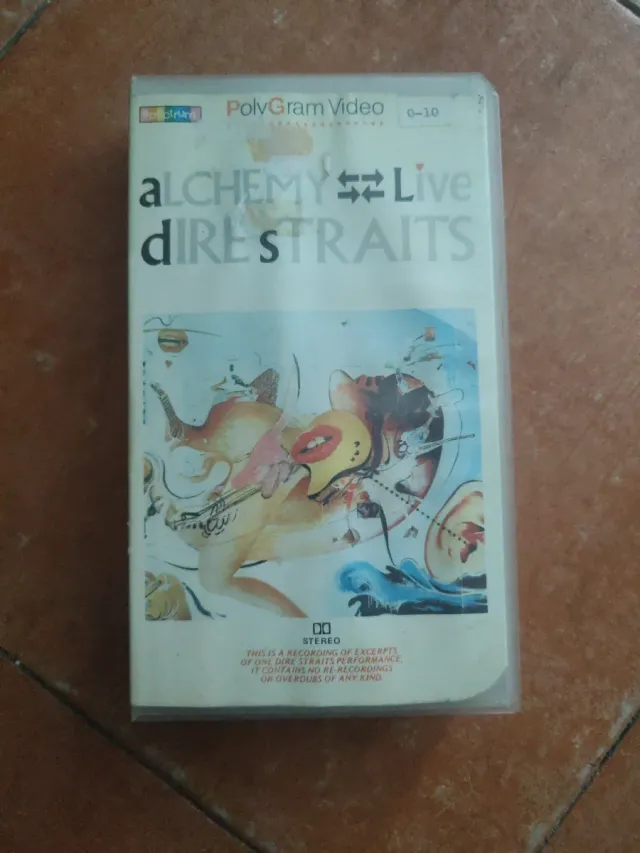 Spectrum
PolyGram Video
0-10
aLCHEMY Live
dIRE sTRAITS
STEREO
THIS IS A RECORDING OF EXCERPTS
OF ONE DIRE STRAITS PERFORMANCE,
IT CONTAINS NO RE-RECORDINGS
OR OVERDUBS OF ANY KIND.